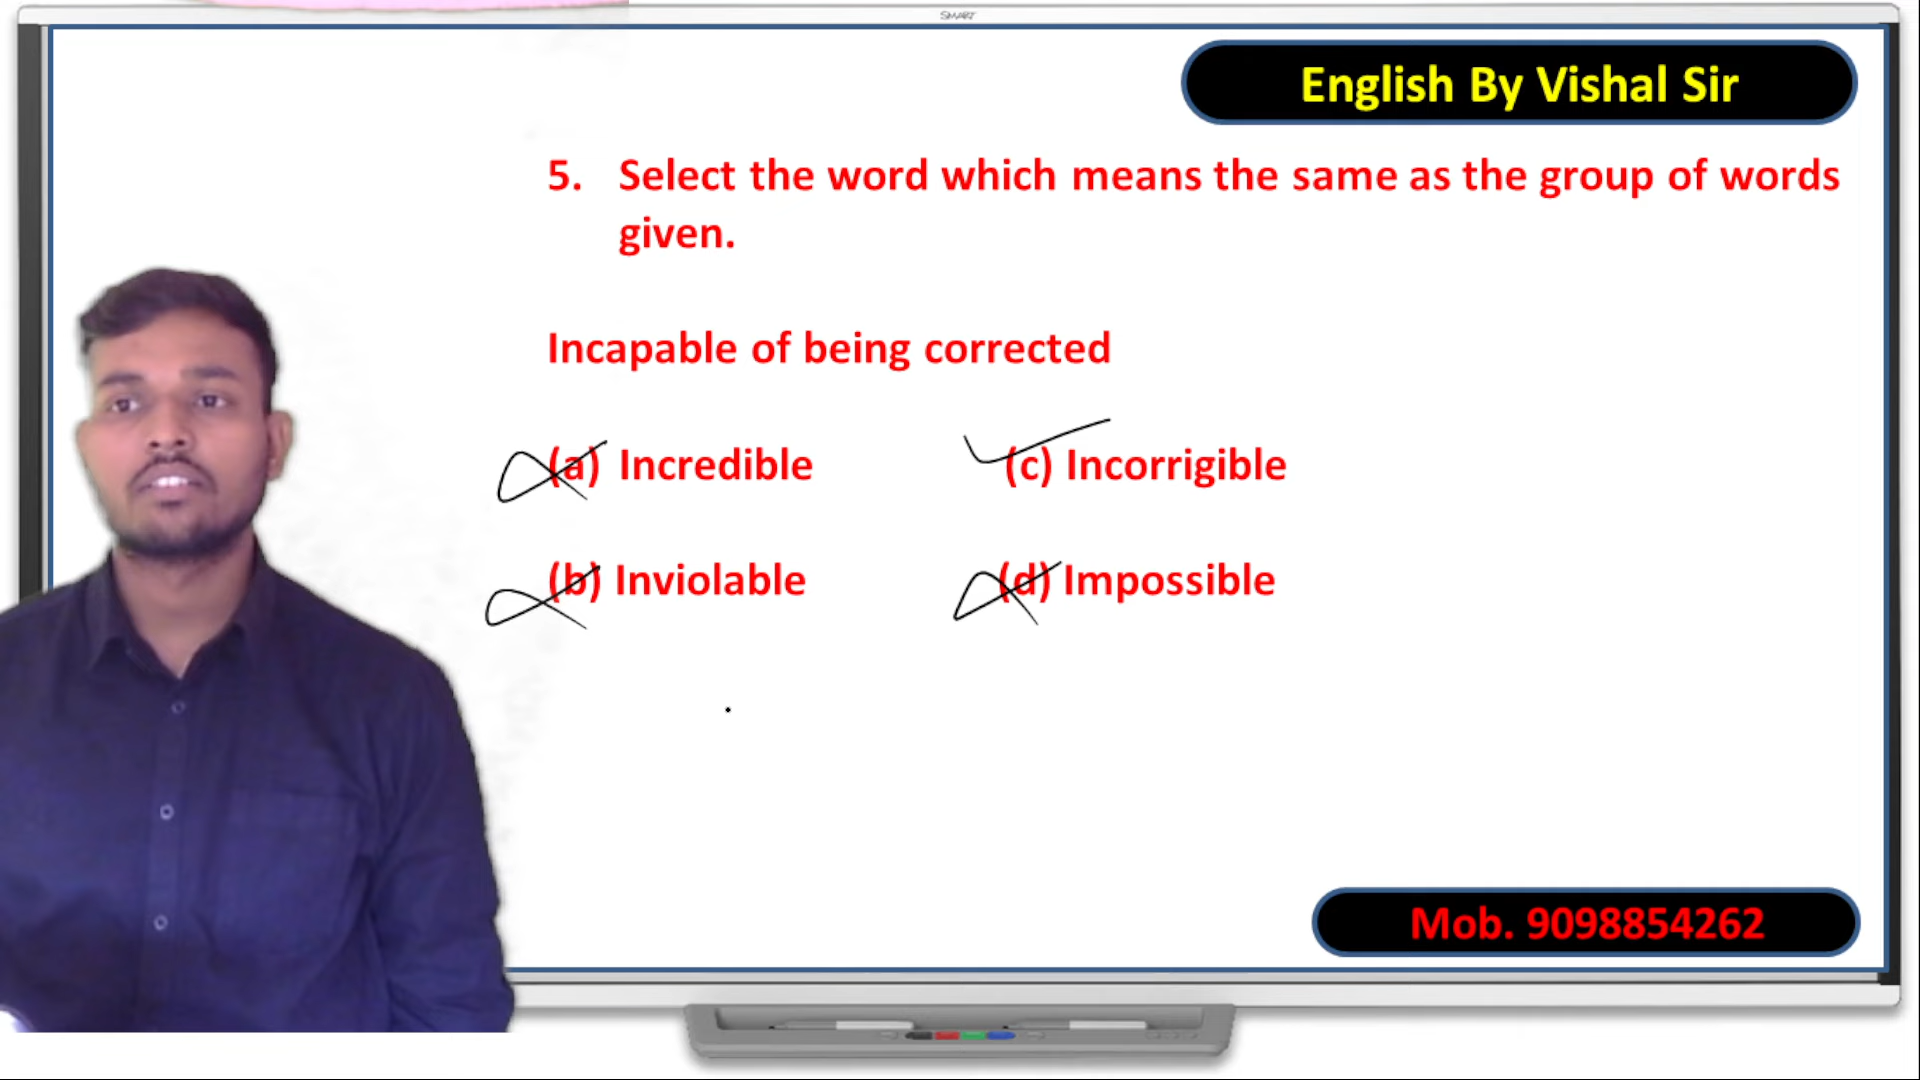 SMART
English By Vishal Sir
5. Select the word which means the same as the group of words
given.
Incapable of being corrected
(a) Incredible (c) Incorrigible
(b) Inviolable (d) Impossible
Mob. 9098854262